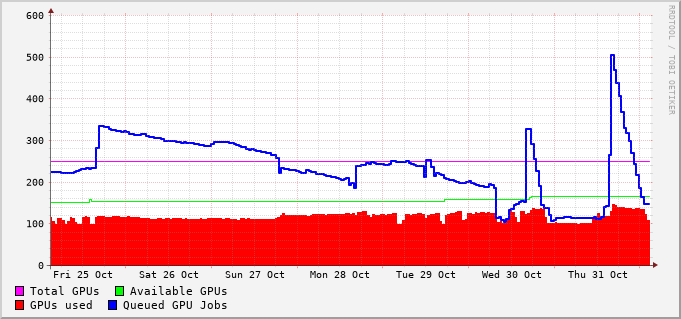 600
500
400
300
200
100
0
Fri 25 Oct Sat 26 Oct Sun 27 Oct Mon 28 Oct Tue 29 Oct Wed 30 Oct Thu 31 Oct
Total GPUs Available GPUs
GPUs used Queued GPU Jobs
RRDTOOL / TOBI OETIKER